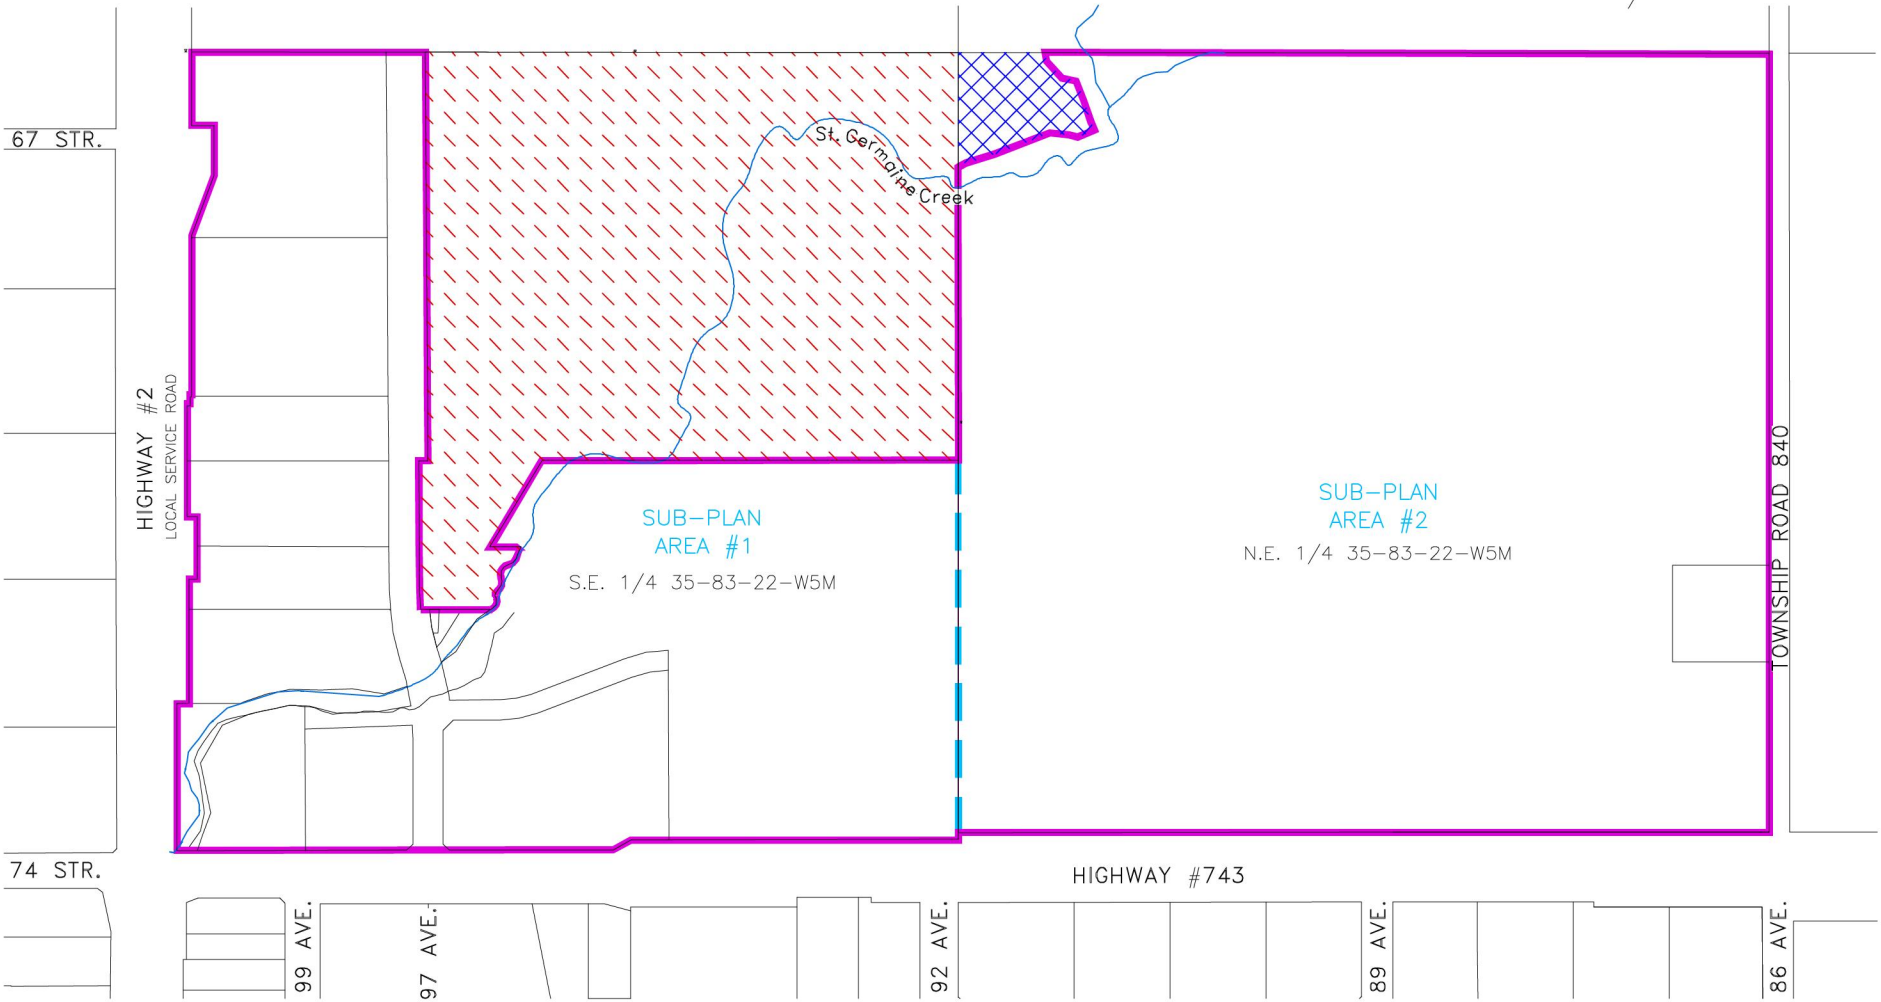 67 STR.
St. Germaine Creek
HIGHWAY #2
LOCAL SERVICE ROAD
SUB-PLAN
AREA #1
S.E. 1/4 35-83-22-W5M
SUB-PLAN
AREA #2
N.E. 1/4 35-83-22-W5M
TOWNSHIP ROAD 840
74 STR.
HIGHWAY #743
99 AVE.
97 AVE.
92 AVE.
89 AVE.
86 AVE.